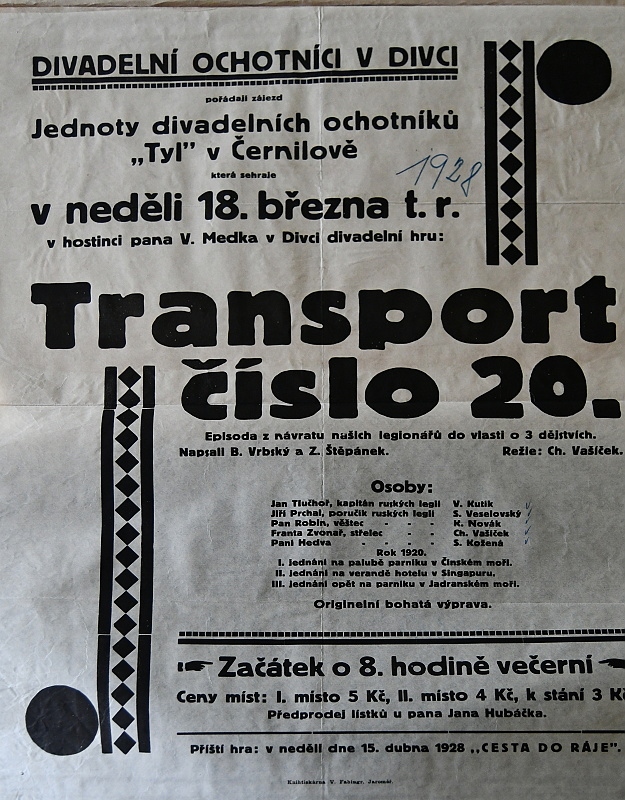 DIVADELNÍ OCHOTNÍCI V DIVCI
pořádají zájezd
Jednoty divadelních ochotníků
„Tyl" v Černilově
která sehraje
1928
v neděli 18. března t. r.
v hostinci pana V. Medka v Divci divadelní hru:
Transport
číslo 20.
Episoda z návratu našich legionářů do vlasti o 3 dějstvích.
Napsali B. Vrbský a Z. Štěpánek. Režie: Ch. Vašíček.
Osoby:
Jan Tlučhoř, kapitán ruských legií V. Kutík
Jiří Prchal, poručík ruských legií S. Veselovský
Pan Robin, věštec - - - K. Novák
Franta Zvonař, střelec - - Ch. Vašíček
Paní Hedva - - - - - S. Kožená
Rok 1920.
I. jednání na palubě parníku v Čínském moři.
II. jednání na verandě hotelu v Singapuru.
III. jednání opět na parníku v Jadranském moři.
Originelní bohatá výprava.
Začátek o 8. hodině večerní
Ceny míst: I. místo 5 Kč, II. místo 4 Kč, k stání 3 Kč
Předprodej lístků u pana Jana Hubáčka.
Příští hra: v neděli dne 15. dubna 1928 „CESTA DO RÁJE".
Knihtiskárna V. Fabingr, Jaroměř.